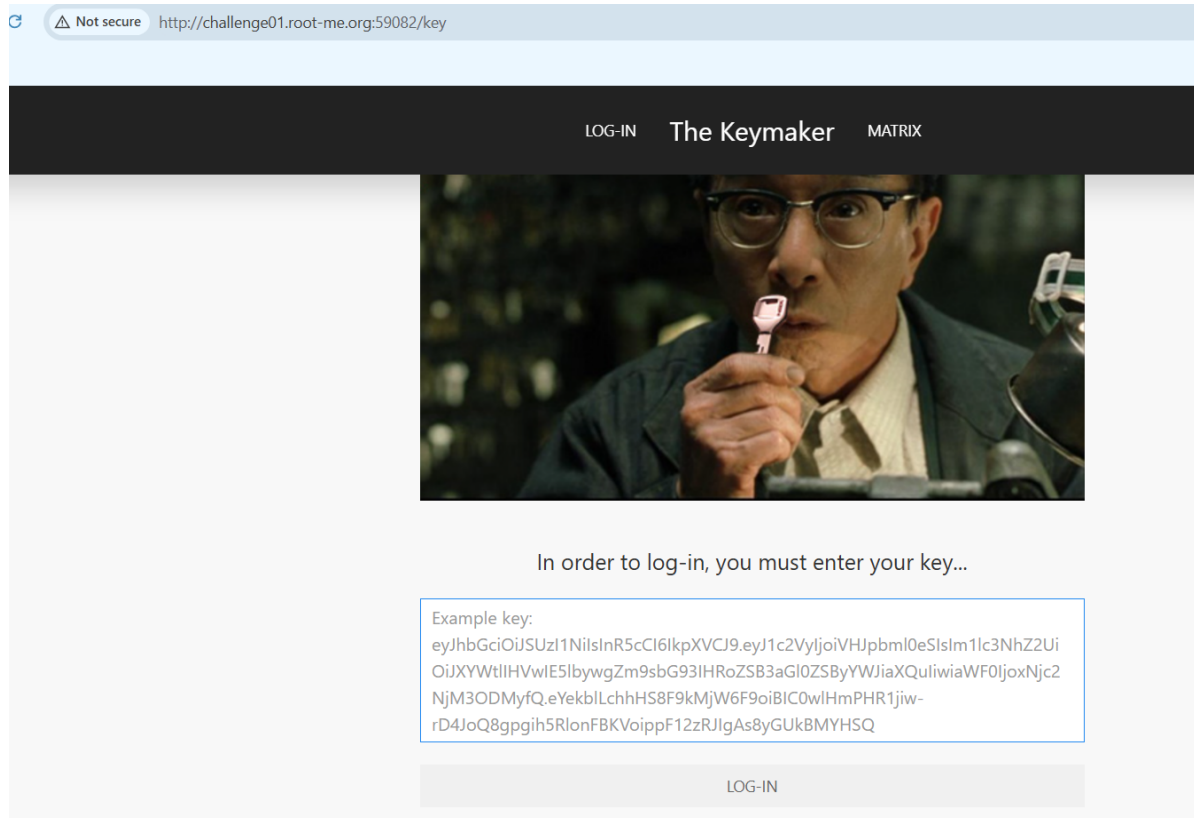 Not secure http://challenge01.root-me.org:59082/key
LOG-IN The Keymaker MATRIX
In order to log-in, you must enter your key...
Example key:
eyJhbGciOiJSUzI1NiIsInR5cCI6IkpXVCJ9.eyJ1c2VyIjoiVHJpbml0eSIsIm1lc3NhZ2Ui
OiJXYWtlIHVwIE5lbywgZm9sbG93IHRoZSB3aGl0ZSByYWJiaXQuIiwiaWF0IjoxNjc2
NjM3ODMyfQ.eYekblLchhHS8F9kMjW6F9oiBIC0wlHmPHR1jiw-
rD4JoQ8gpgih5RlonFBKVoippF12zRJIgAs8yGUkBMYHSQ
LOG-IN